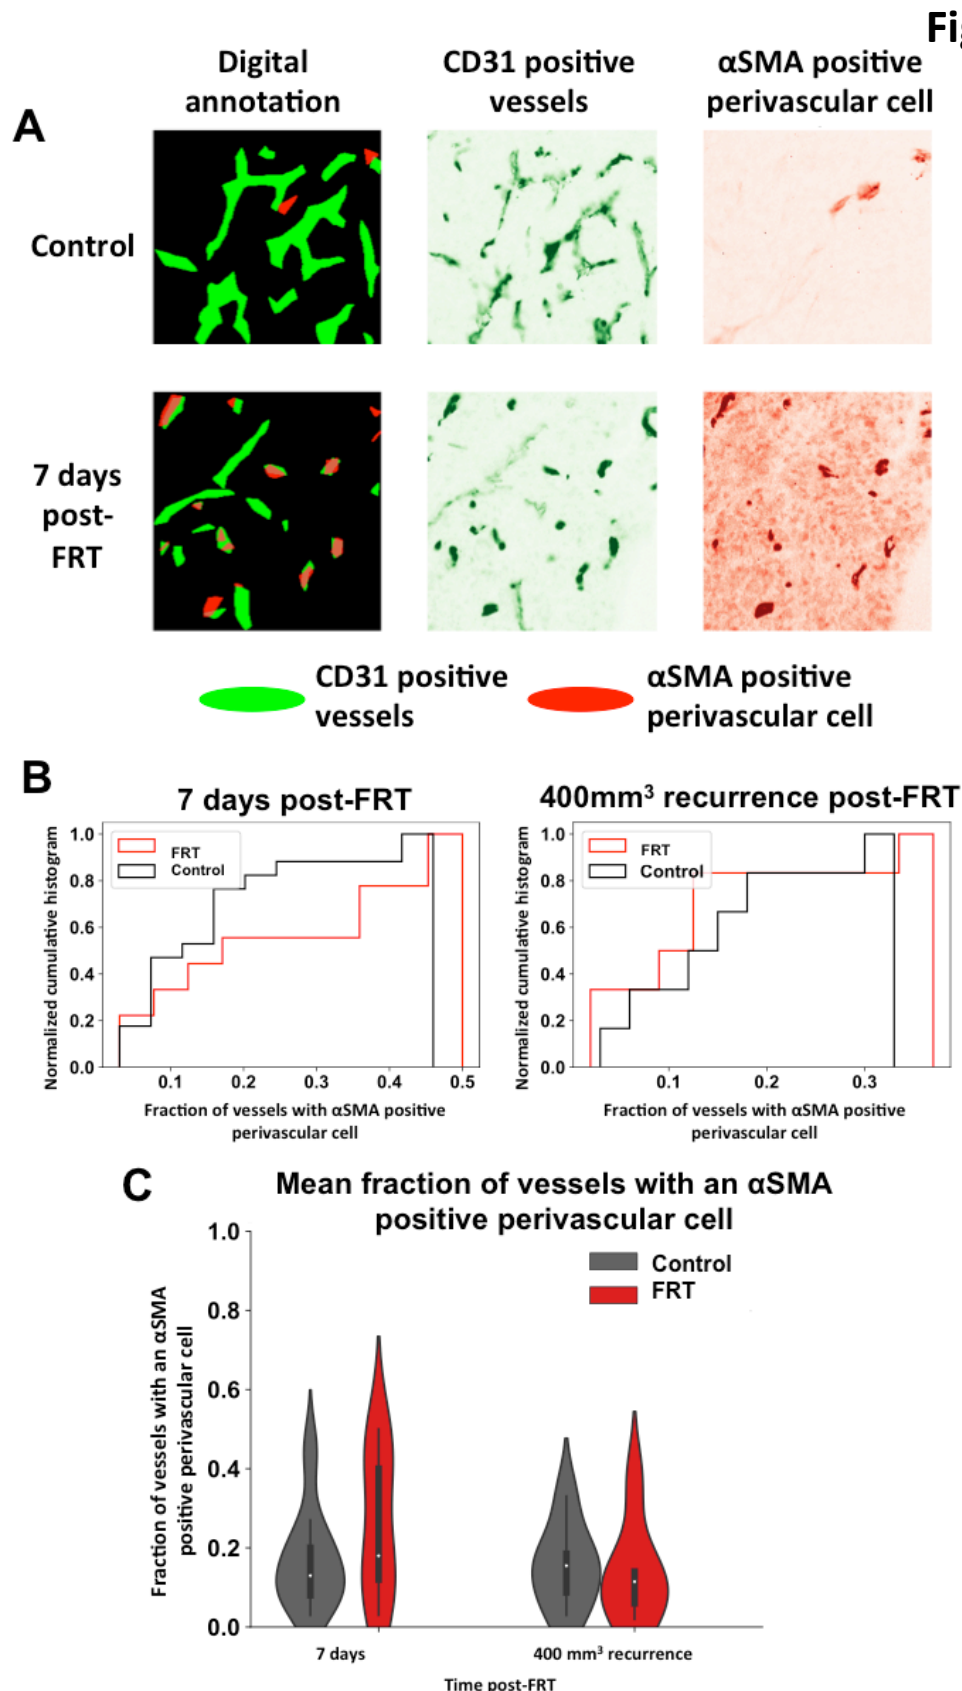 Fig
Digital
annotation
CD31 positive
vessels
αSMA positive
perivascular cell
A
Control
7 days
post-
FRT
CD31 positive
vessels
αSMA positive
perivascular cell
B
7 days post-FRT
400mm³ recurrence post-FRT
Normalized cumulative histogram
1.0
0.8
0.6
0.4
0.2
0.0
FRT
Control
0.1
0.2
0.3
0.4
0.5
Fraction of vessels with αSMA positive
perivascular cell
Normalized cumulative histogram
1.0
0.8
0.6
0.4
0.2
0.0
FRT
Control
0.1
0.2
0.3
Fraction of vessels with αSMA positive
perivascular cell
C
Mean fraction of vessels with an αSMA
positive perivascular cell
Fraction of vessels with an αSMA
positive perivascular cell
1.0
0.8
0.6
0.4
0.2
0.0
Control
FRT
7 days
400 mm³ recurrence
Time post-FRT